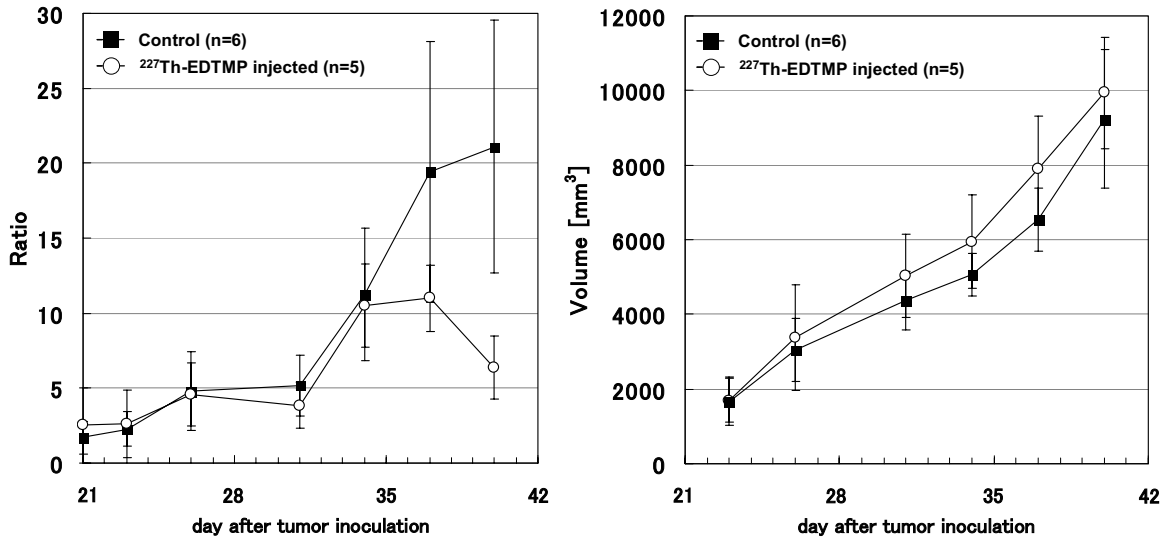 30
25
20
15
10
5
0
Ratio
Control (n=6)
²²⁷Th-EDTMP injected (n=5)
21 28 35 42
day after tumor inoculation
12000
10000
8000
6000
4000
2000
0
Volume [mm³]
Control (n=6)
²²⁷Th-EDTMP injected (n=5)
21 28 35 42
day after tumor inoculation